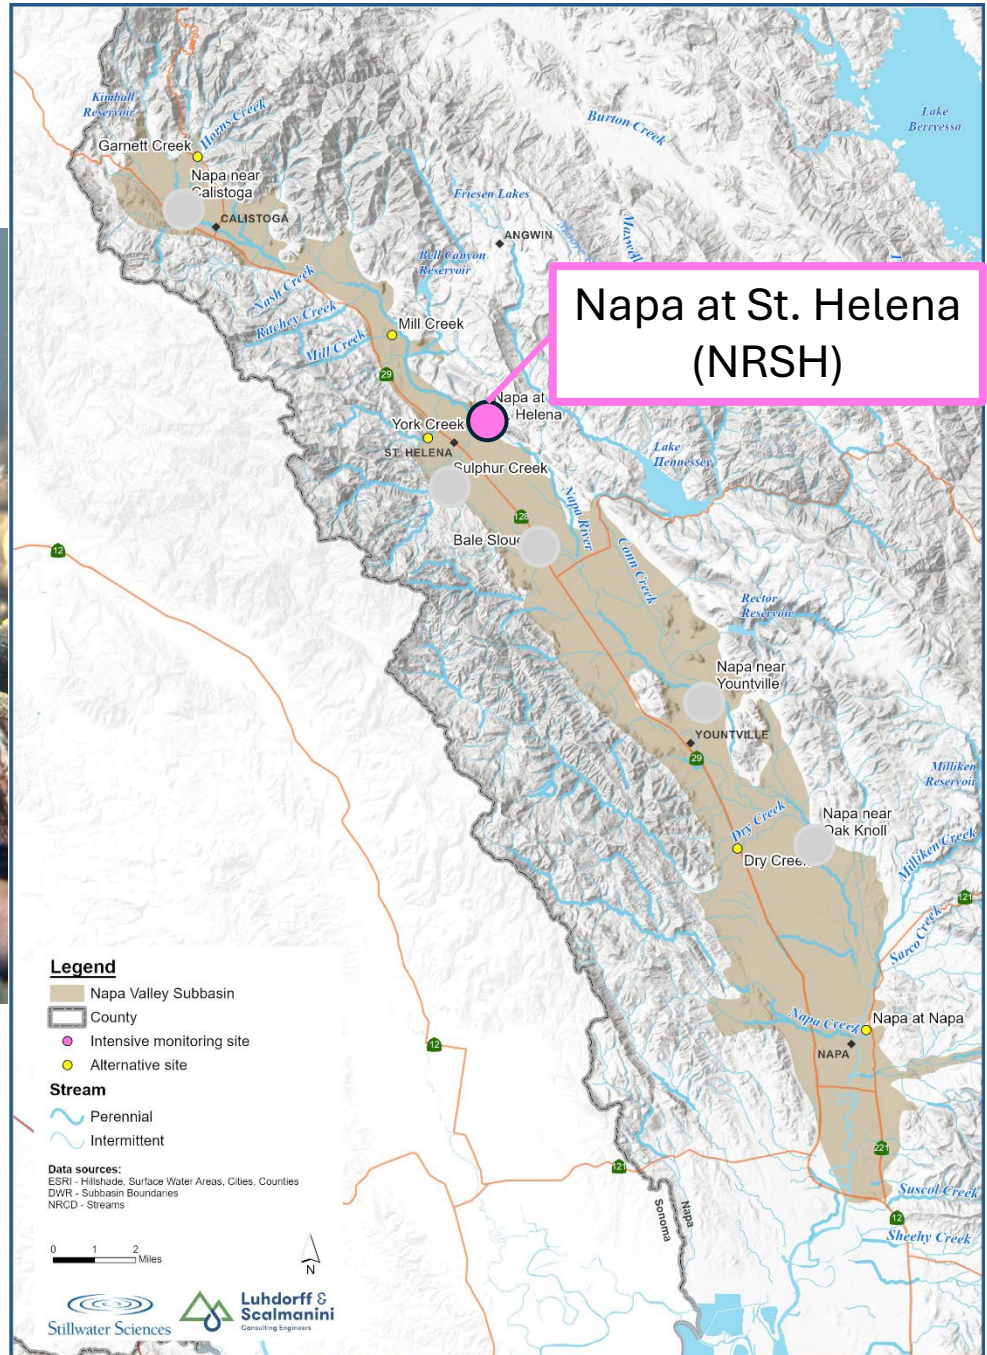 Kimball
Reservoir
Horns Creek
Garnett Creek
Napa near
Calistoga
CALISTOGA
Burton Creek
Lake
Berryessa
Friesen Lakes
ANGWIN
Maxwell
Bell Canyon
Reservoir
Nash Creek
Ritchey Creek
Mill Creek
Mill Creek
29
Napa at St. Helena
(NRSH)
Napa at
Helena
York Creek
ST. HELENA
Sulphur Creek
Lake
Hennessey
128
Bale Slou
Napa River
Conn Creek
12
Rector
Reservoir
Napa near
Yountville
YOUNTVILLE
29
Milliken
Reservoir
Dry Creek
Napa near
Oak Knoll
Dry Cree
Milliken Creek
121
Sarco Creek
Napa Creek
Napa at Napa
NAPA
12
221
121
Suscol Creek
12
Sheehy Creek
Sonoma
Napa
Legend
Napa Valley Subbasin
County
Intensive monitoring site
Alternative site
Stream
Perennial
Intermittent
Data sources:
ESRI - Hillshade, Surface Water Areas, Cities, Counties
DWR - Subbasin Boundaries
NRCD - Streams
0 1 2
Miles
N
Stillwater Sciences
Luhdorff &
Scalmanini
Consulting Engineers